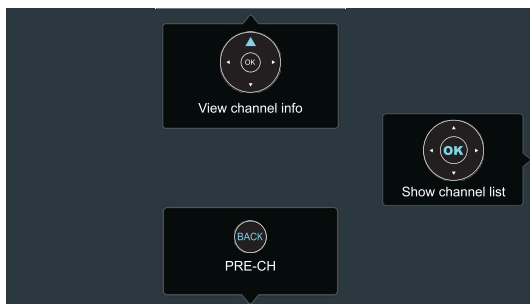 OK
View channel info
OK
Show channel list
BACK
PRE-CH